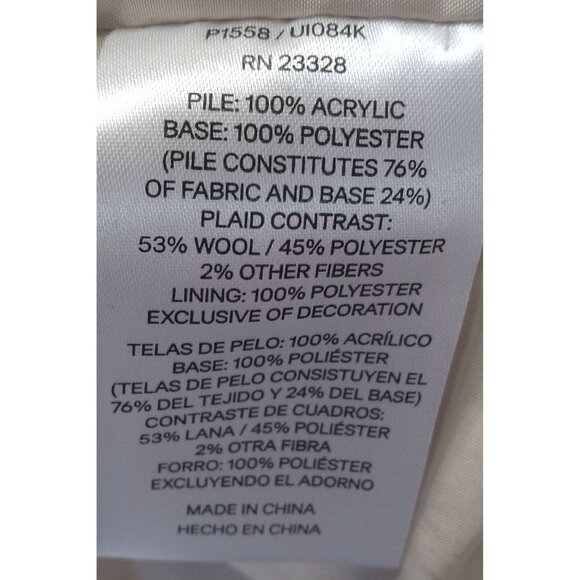 P1558 / UI084K
RN 23328
PILE: 100% ACRYLIC
BASE: 100% POLYESTER
(PILE CONSTITUTES 76%
OF FABRIC AND BASE 24%)
PLAID CONTRAST:
53% WOOL / 45% POLYESTER
2% OTHER FIBERS
LINING: 100% POLYESTER
EXCLUSIVE OF DECORATION
TELAS DE PELO: 100% ACRÍLICO
BASE: 100% POLIÉSTER
(TELAS DE PELO CONSISTUYEN EL
76% DEL TEJIDO Y 24% DEL BASE)
CONTRASTE DE CUADROS:
53% LANA / 45% POLIÉSTER
2% OTRA FIBRA
FORRO: 100% POLIÉSTER
EXCLUYENDO EL ADORNO
MADE IN CHINA
HECHO EN CHINA